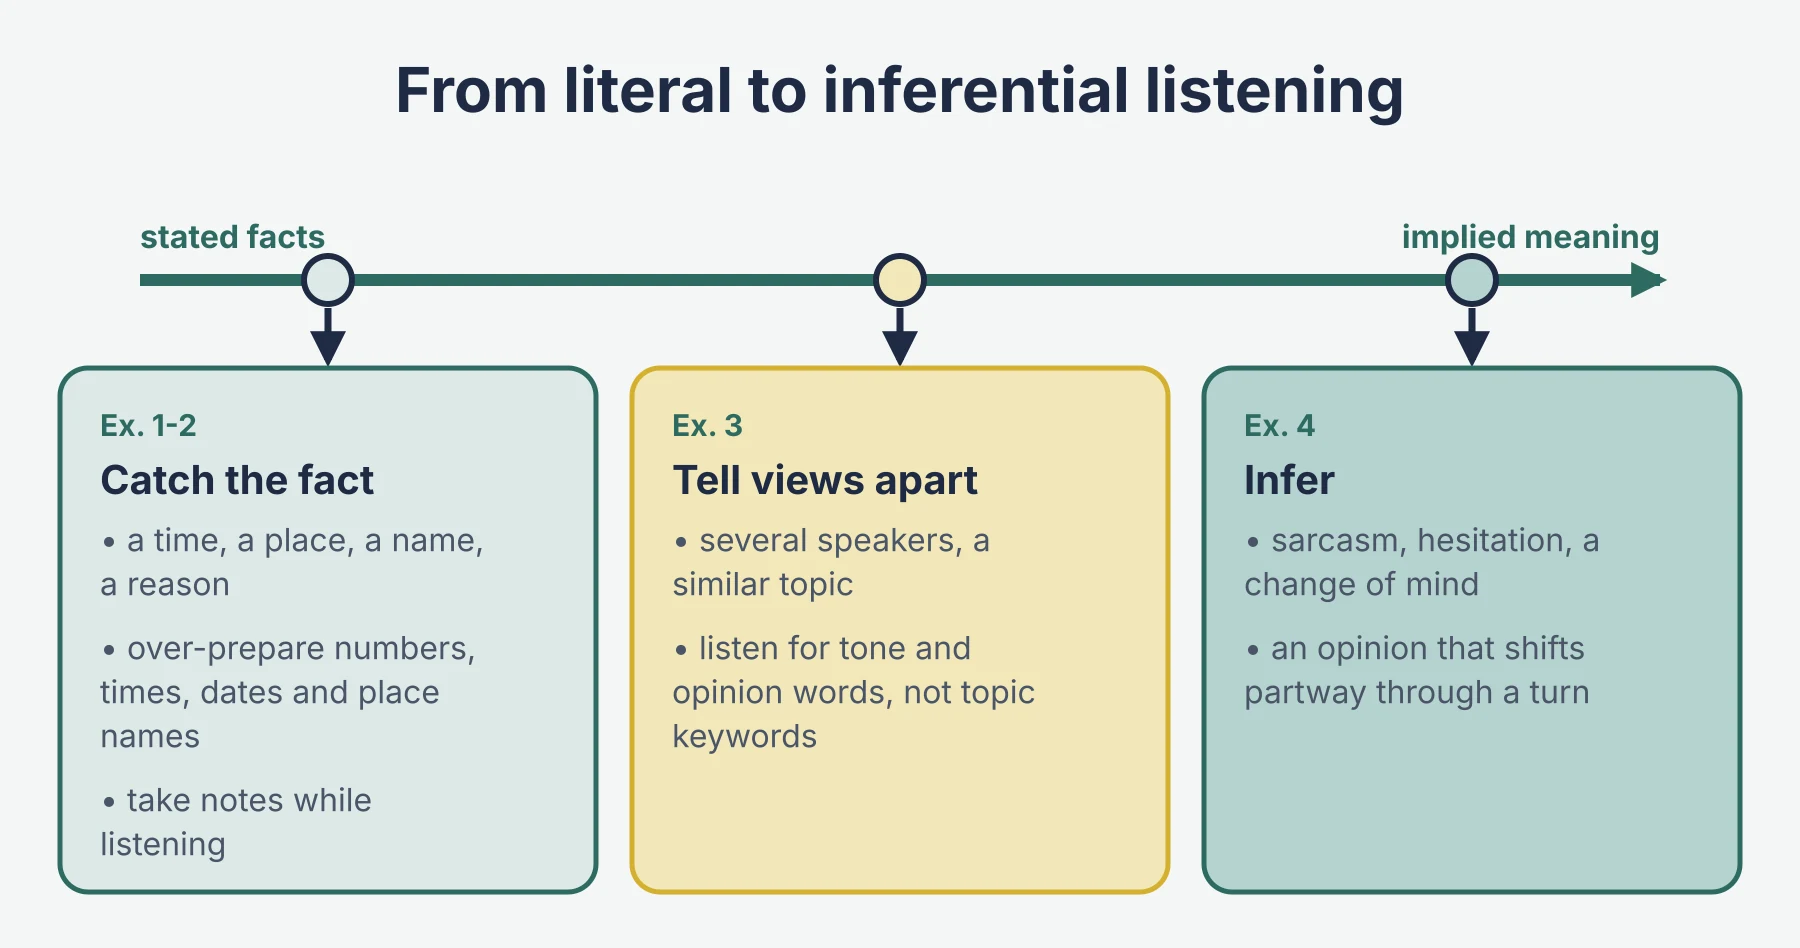 From literal to inferential listening
stated facts
implied meaning
Ex. 1-2
Catch the fact
• a time, a place, a name,
a reason
• over-prepare numbers,
times, dates and place
names
• take notes while
listening
Ex. 3
Tell views apart
• several speakers, a
similar topic
• listen for tone and
opinion words, not topic
keywords
Ex. 4
Infer
• sarcasm, hesitation, a
change of mind
• an opinion that shifts
partway through a turn